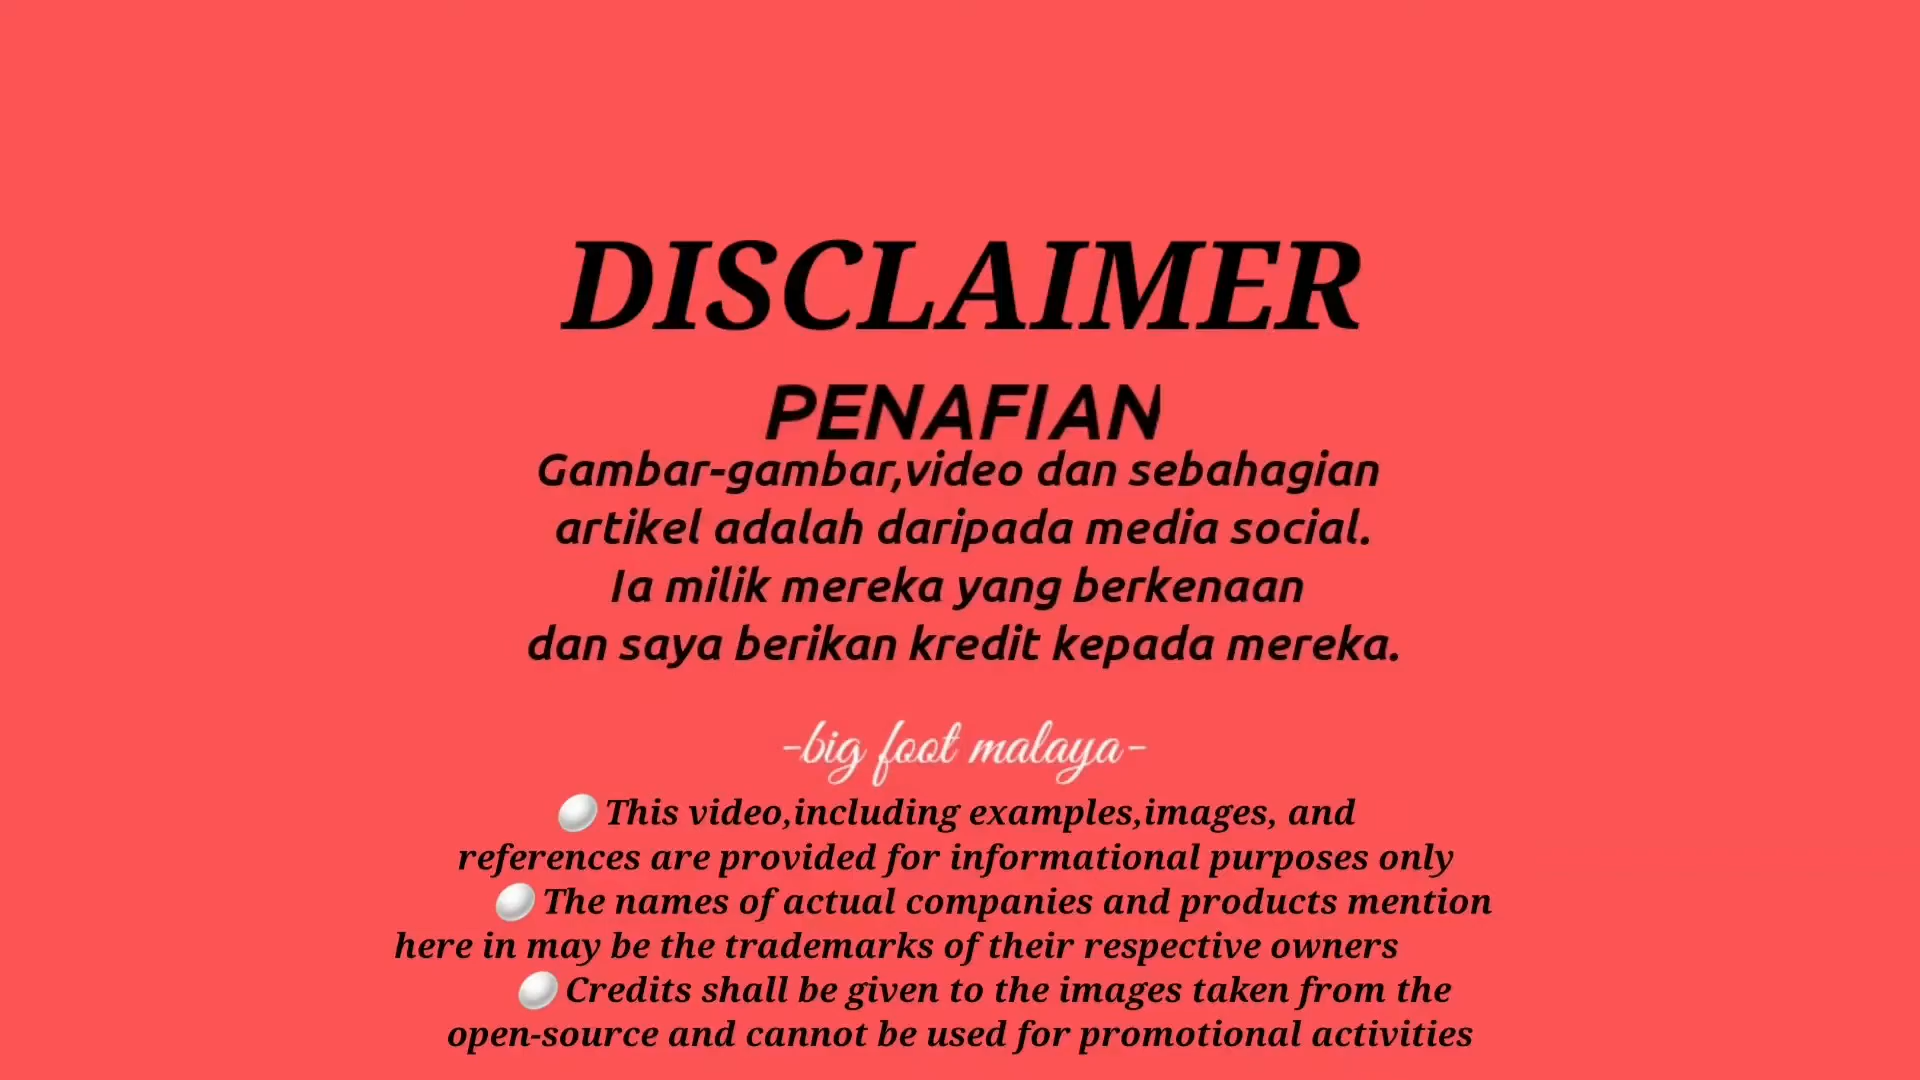 DISCLAIMER
PENAFIAN
Gambar-gambar,video dan sebahagian
artikel adalah daripada media social.
Ia milik mereka yang berkenaan
dan saya berikan kredit kepada mereka.
-big foot malaya-
This video,including examples,images, and
references are provided for informational purposes only
The names of actual companies and products mention
here in may be the trademarks of their respective owners
Credits shall be given to the images taken from the
open-source and cannot be used for promotional activities